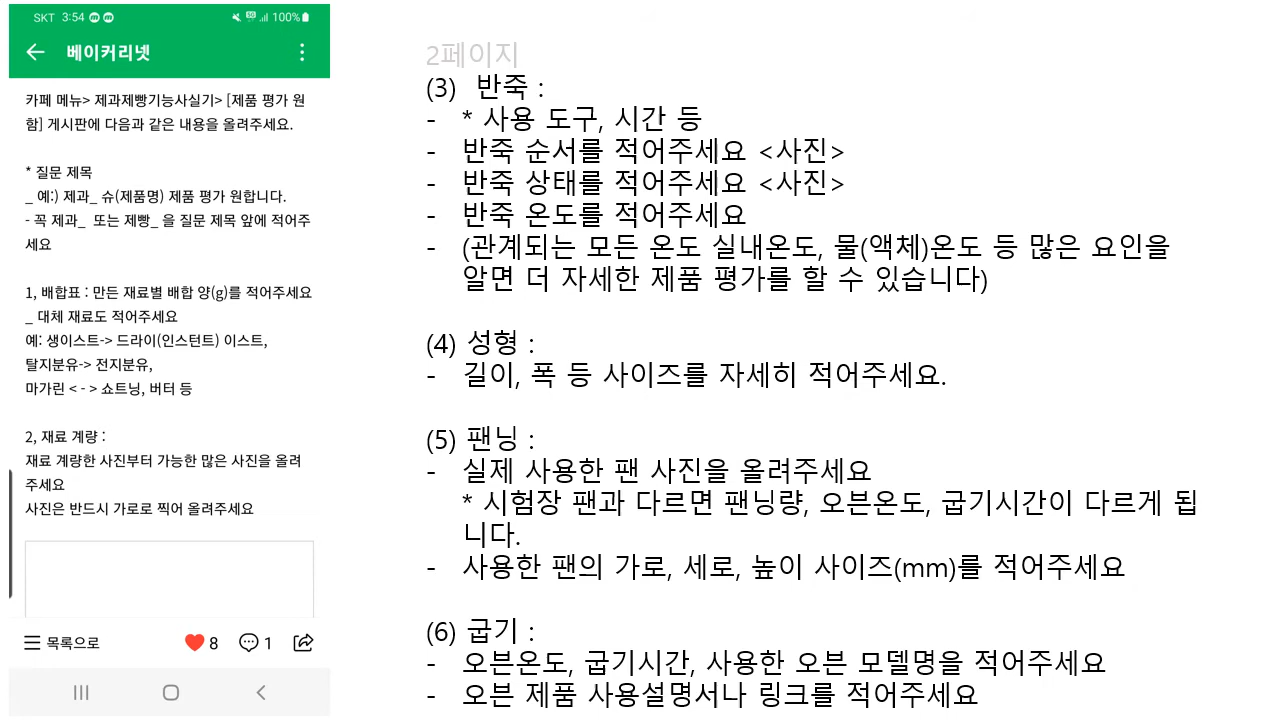 SKT 3:54
100%
베이커리넷
카페 메뉴> 제과제빵기능사실기> [제품 평가 원
함] 게시판에 다음과 같은 내용을 올려주세요.
* 질문 제목
_ 예:) 제과_ 슈(제품명) 제품 평가 원합니다.
- 꼭 제과_ 또는 제빵_ 을 질문 제목 앞에 적어주
세요
1, 배합표 : 만든 재료별 배합 양(g)를 적어주세요
_ 대체 재료도 적어주세요
예: 생이스트-> 드라이(인스턴트) 이스트,
탈지분유-> 전지분유,
마가린 < - > 쇼트닝, 버터 등
2, 재료 계량 :
재료 계량한 사진부터 가능한 많은 사진을 올려
주세요
사진은 반드시 가로로 찍어 올려주세요
목록으로 8 1
2페이지
(3) 반죽 :
- * 사용 도구, 시간 등
- 반죽 순서를 적어주세요 <사진>
- 반죽 상태를 적어주세요 <사진>
- 반죽 온도를 적어주세요
- (관계되는 모든 온도 실내온도, 물(액체)온도 등 많은 요인을
알면 더 자세한 제품 평가를 할 수 있습니다)
(4) 성형 :
- 길이, 폭 등 사이즈를 자세히 적어주세요.
(5) 팬닝 :
- 실제 사용한 팬 사진을 올려주세요
* 시험장 팬과 다르면 팬닝량, 오븐온도, 굽기시간이 다르게 됩
니다.
- 사용한 팬의 가로, 세로, 높이 사이즈(mm)를 적어주세요
(6) 굽기 :
- 오븐온도, 굽기시간, 사용한 오븐 모델명을 적어주세요
- 오븐 제품 사용설명서나 링크를 적어주세요